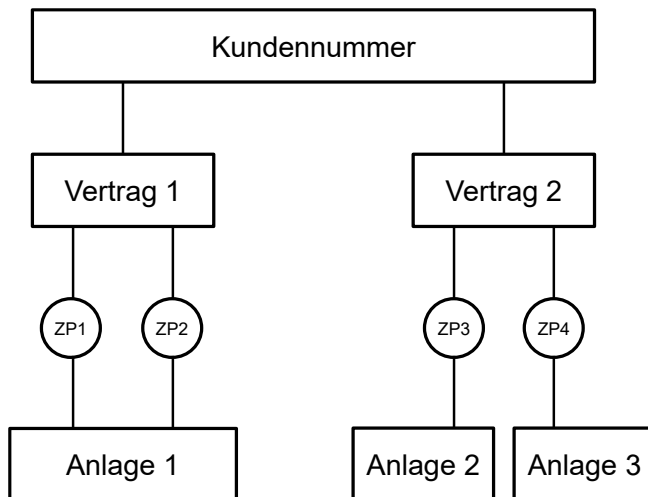 Kundennummer
Vertrag 1
Vertrag 2
ZP1
ZP2
ZP3
ZP4
Anlage 1
Anlage 2
Anlage 3